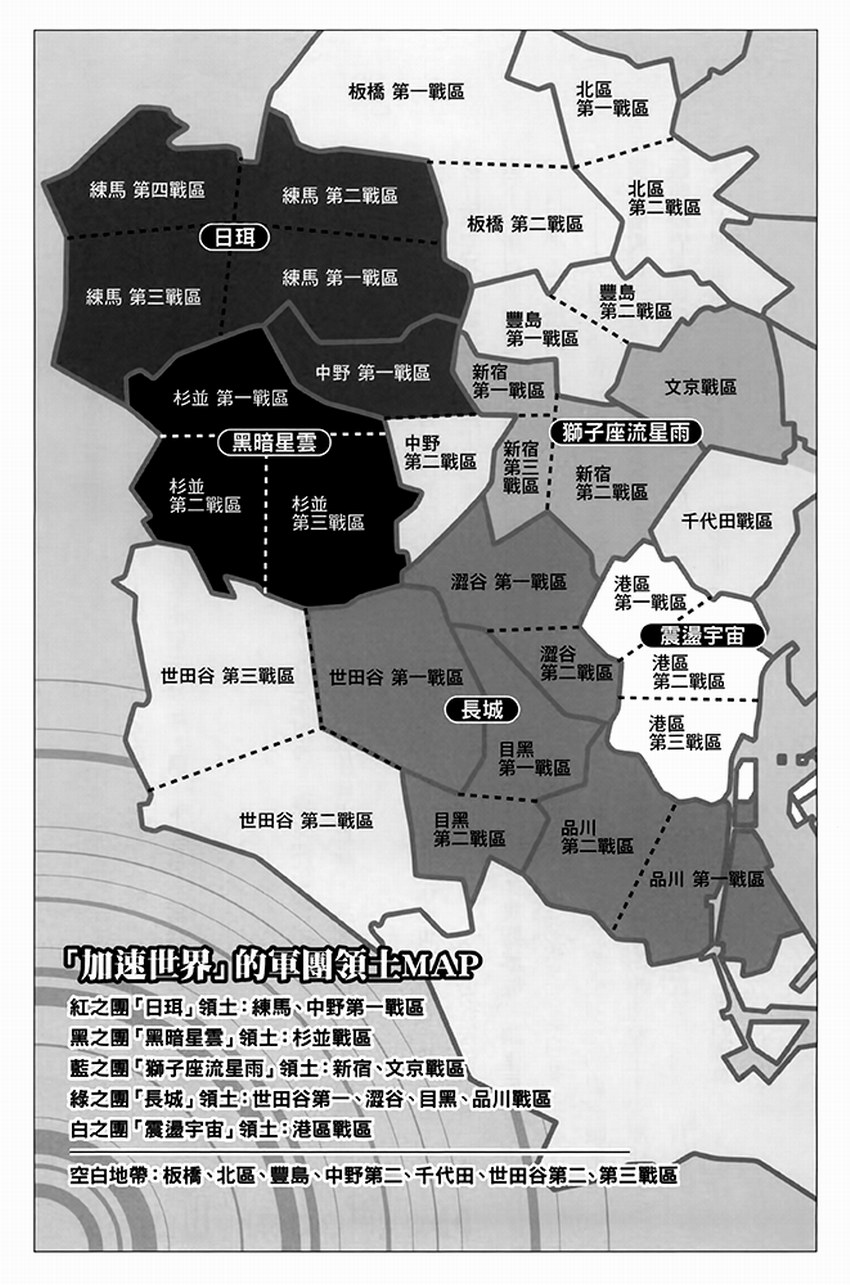 板橋 第一戰區
北區
第一戰區
練馬 第四戰區
練馬 第二戰區
北區
第二戰區
板橋 第二戰區
日珥
練馬 第三戰區
練馬 第一戰區
豐島
第二戰區
豐島
第一戰區
中野 第一戰區
新宿
第一戰區
文京戰區
杉並 第一戰區
黑暗星雲
中野
第二戰區
獅子座流星雨
新宿
第三
戰區
新宿
第二戰區
杉並
第二戰區
杉並
第三戰區
千代田戰區
澀谷 第一戰區
港區
第一戰區
震盪宇宙
世田谷 第三戰區
世田谷 第一戰區
澀谷
第二戰區
港區
第二戰區
長城
港區
第三戰區
目黑
第一戰區
世田谷 第二戰區
目黑
第二戰區
品川
第二戰區
品川 第一戰區
「加速世界」的軍團領土MAP
紅之團「日珥」領土：練馬、中野第一戰區
黑之團「黑暗星雲」領土：杉並戰區
藍之團「獅子座流星雨」領土：新宿、文京戰區
綠之團「長城」領土：世田谷第一、澀谷、目黑、品川戰區
白之團「震盪宇宙」領土：港區戰區
空白地帶：板橋、北區、豐島、中野第二、千代田、世田谷第二、第三戰區